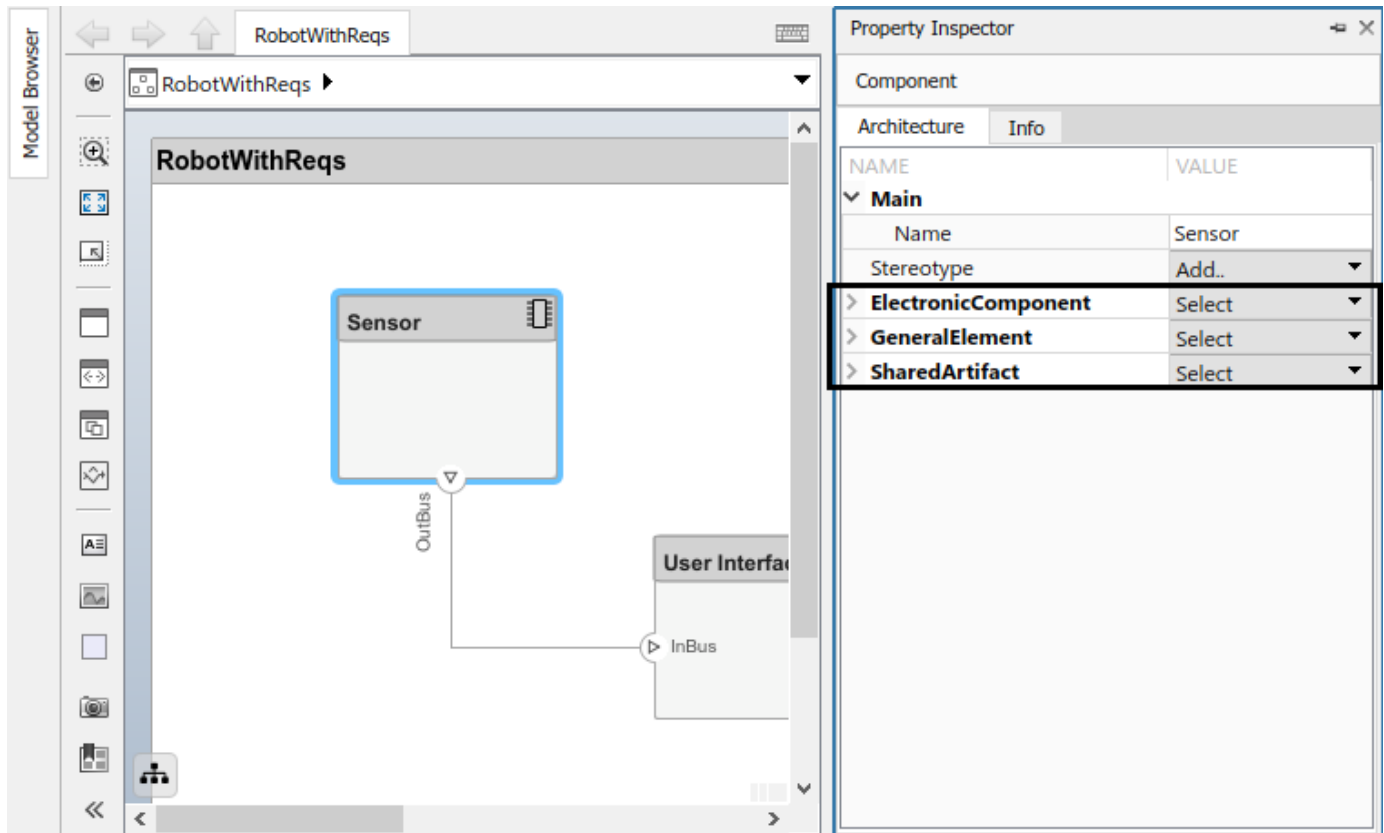 Model Browser
RobotWithReqs
RobotWithReqs
RobotWithReqs
Sensor
OutBus
User Interfa
InBus
Property Inspector
Component
Architecture Info
NAME VALUE
Main
Name Sensor
Stereotype Add..
ElectronicComponent Select
GeneralElement Select
SharedArtifact Select